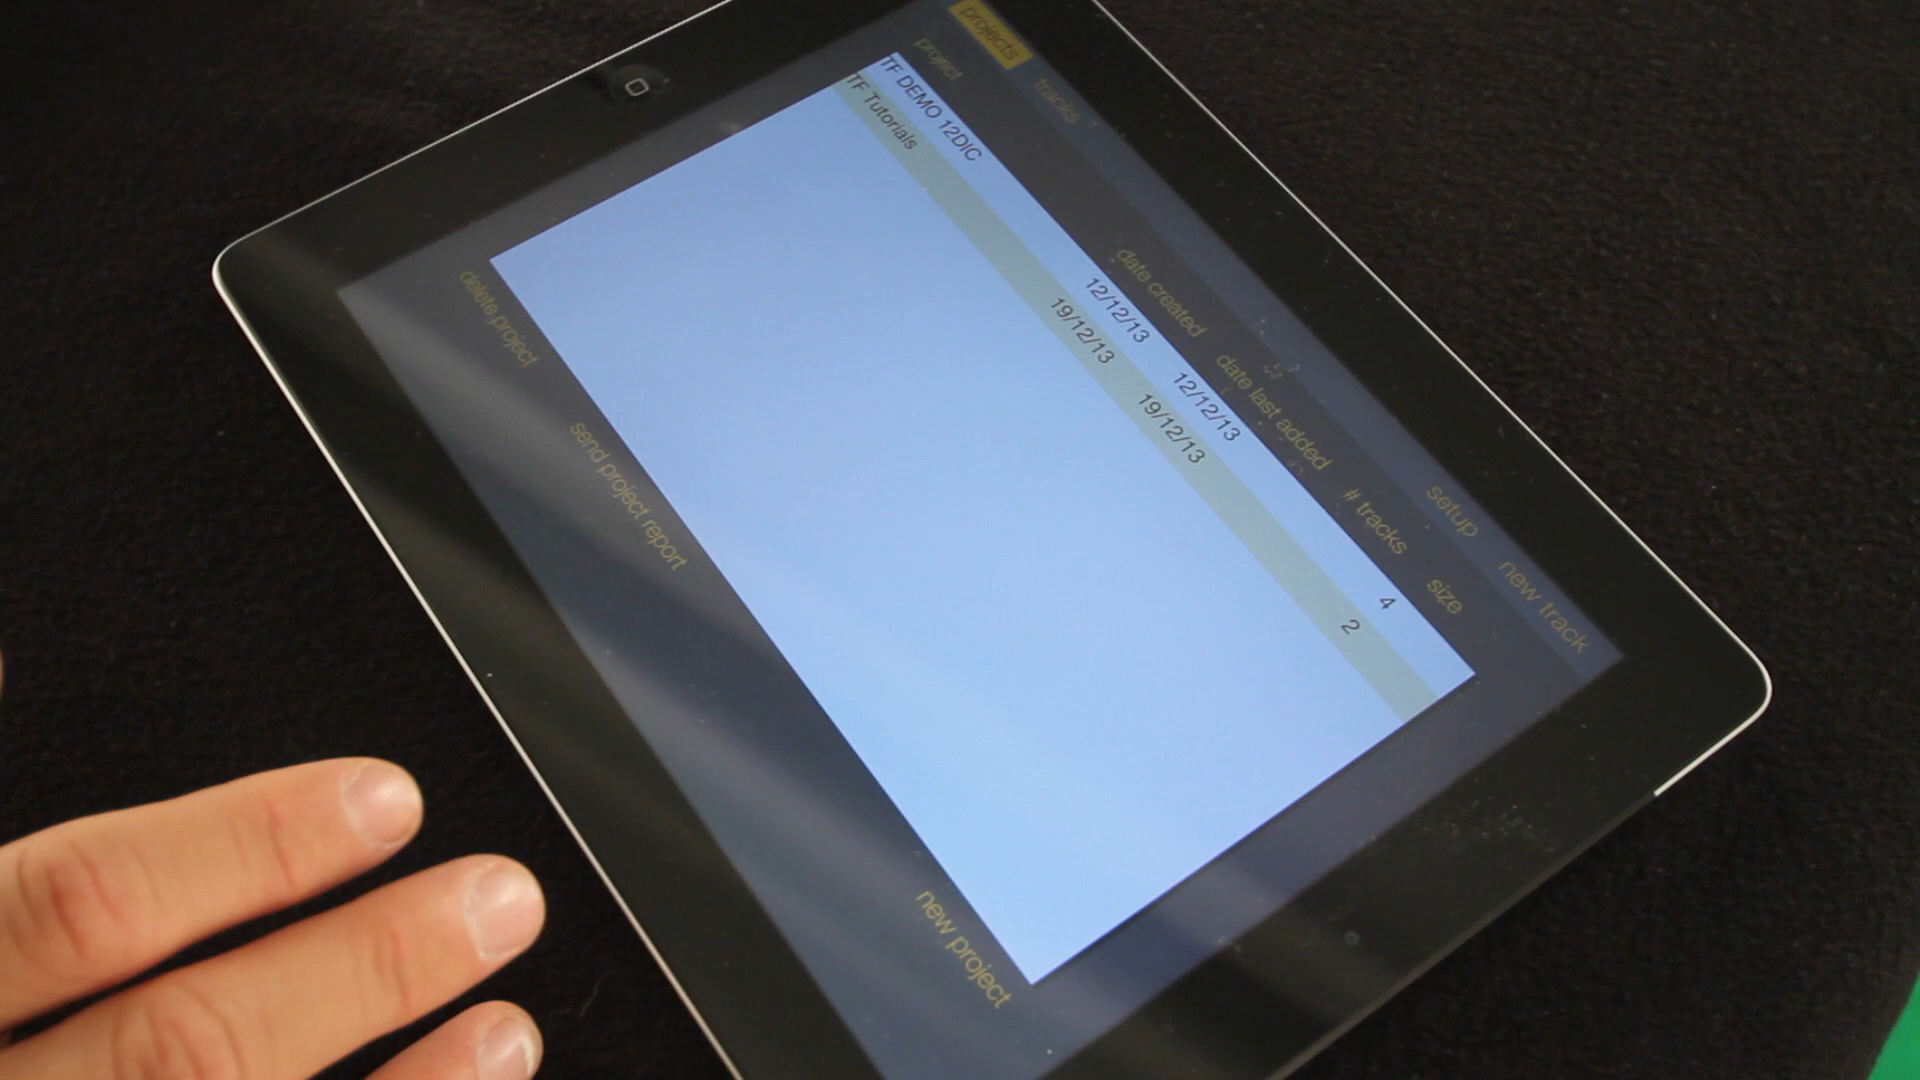 projects tracks setup new track
project date created date last added # tracks size
TF DEMO 12DIC 12/12/13 12/12/13 4
TF Tutorials 19/12/13 19/12/13 2
delete project send project report new project